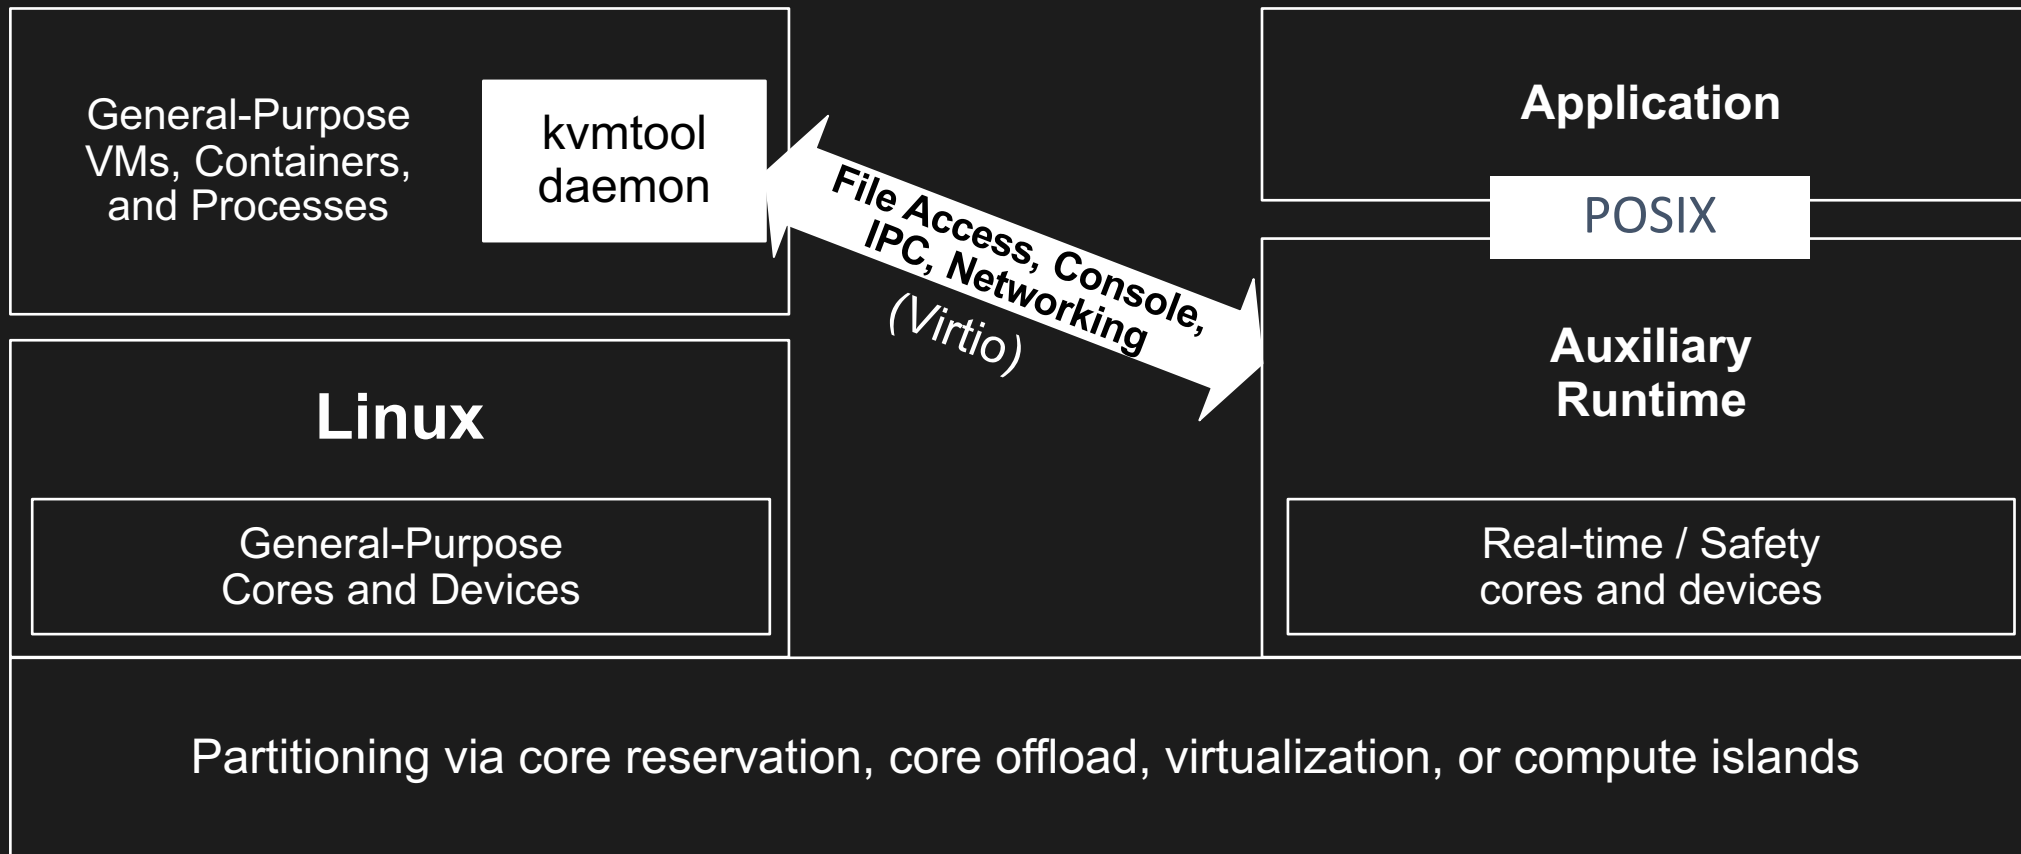 General-Purpose
VMs, Containers,
and Processes
kvmtool
daemon
File Access, Console,
IPC, Networking
(Virtio)
Application
POSIX
Auxiliary
Runtime
Linux
General-Purpose
Cores and Devices
Real-time / Safety
cores and devices
Partitioning via core reservation, core offload, virtualization, or compute islands